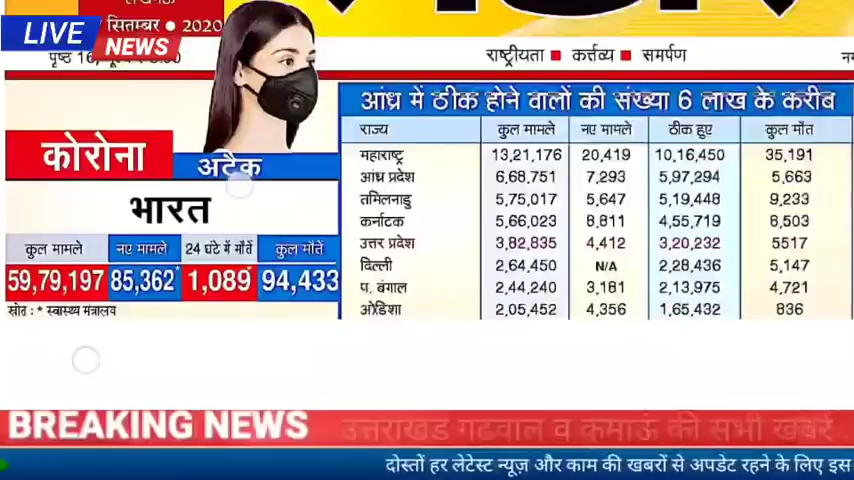 लखनऊ
सितम्बर • 2020
LIVE
NEWS
पृष्ठ 16,
राष्ट्रीयता ■ कर्त्तव्य ■ समर्पण
आंध्र में ठीक होने वालों की संख्या 6 लाख के करीब
राज्य कुल मामले नए मामले ठीक हुए कुल मौत
महाराष्ट्र 13,21,176 20,419 10,16,450 35,191
आंध्र प्रदेश 6,68,751 7,293 5,97,294 5,663
तमिलनाडु 5,75,017 5,647 5,19,448 9,233
कर्नाटक 5,66,023 8,811 4,55,719 8,503
उत्तर प्रदेश 3,82,835 4,412 3,20,232 5517
दिल्ली 2,64,450 N/A 2,28,436 5,147
प. बंगाल 2,44,240 3,181 2,13,975 4,721
ओडिशा 2,05,452 4,356 1,65,432 836
कोरोना
अटैक
भारत
कुल मामले नए मामले 24 घंटे में मौतें कुल मौतें
59,79,197 85,362* 1,089* 94,433
स्रोत : * स्वास्थ्य मंत्रालय
BREAKING NEWS उत्तराखंड गढवाल व कुमाऊं की सभी खबरें
दोस्तों हर लेटेस्ट न्यूज़ और काम की खबरों से अपडेट रहने के लिए इस